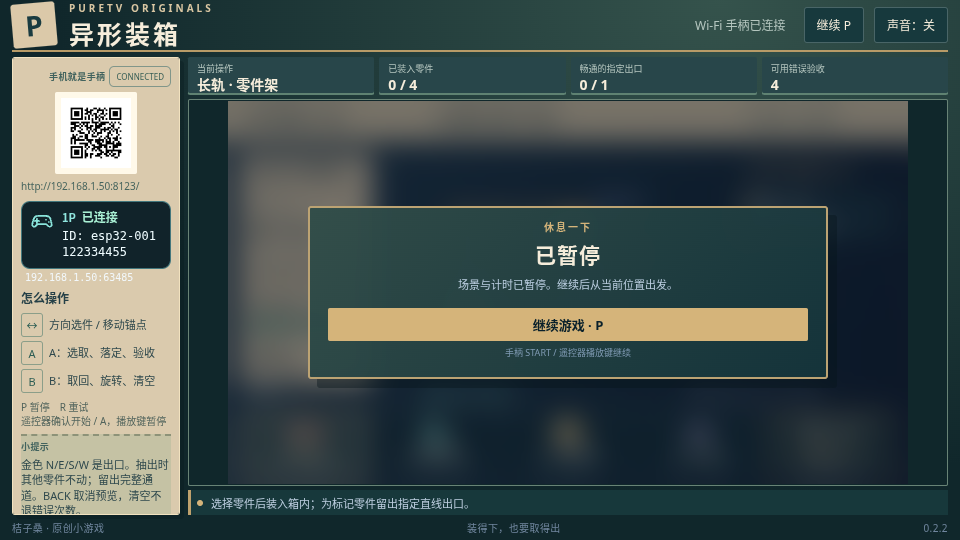 P
PURETV ORIGINALS
异形装箱
Wi-Fi 手柄已连接
继续 P
声音：关
手机就是手柄
CONNECTED
http://192.168.1.50:8123/
1P 已连接
ID: esp32-001
122334455
192.168.1.50:63485
怎么操作
↔ 方向选件 / 移动锚点
A A：选取、落定、验收
B B：取回、旋转、清空
P 暂停 R 重试
遥控器确认开始 / A，播放键暂停
小提示
金色 N/E/S/W 是出口。抽出时
其他零件不动；留出完整通
道。BACK 取消预览，清空不
退错误次数。
当前操作
长轨 · 零件架
已装入零件
0 / 4
畅通的指定出口
0 / 1
可用错误验收
4
休息一下
已暂停
场景与计时已暂停。继续后从当前位置出发。
继续游戏 · P
手柄 START / 遥控器播放键继续
选择零件后装入箱内；为标记零件留出指定直线出口。
桔子桑 · 原创小游戏
装得下，也要取得出
0.2.2